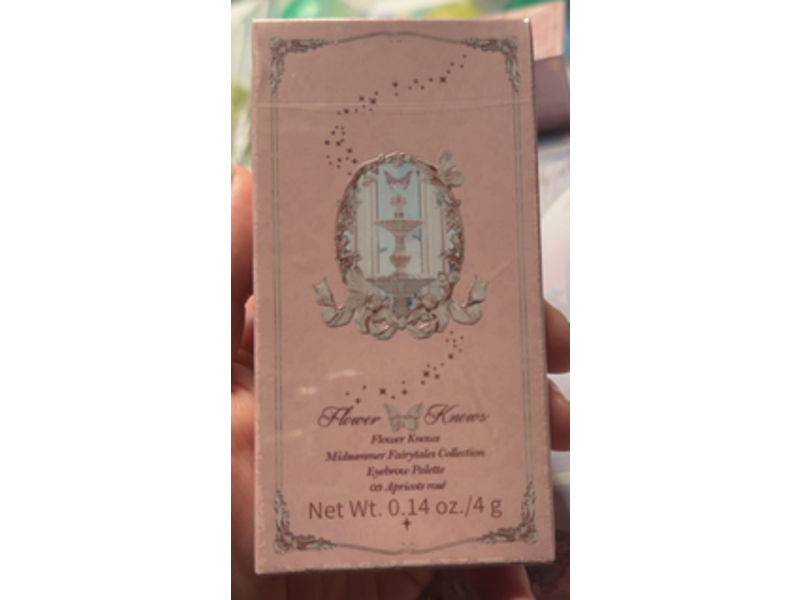 Flower Knows
Flower Knows
Midsummer Fairytales Collection
Eyebrow Palette
03 Apricots rosé
Net Wt. 0.14 oz./4 g